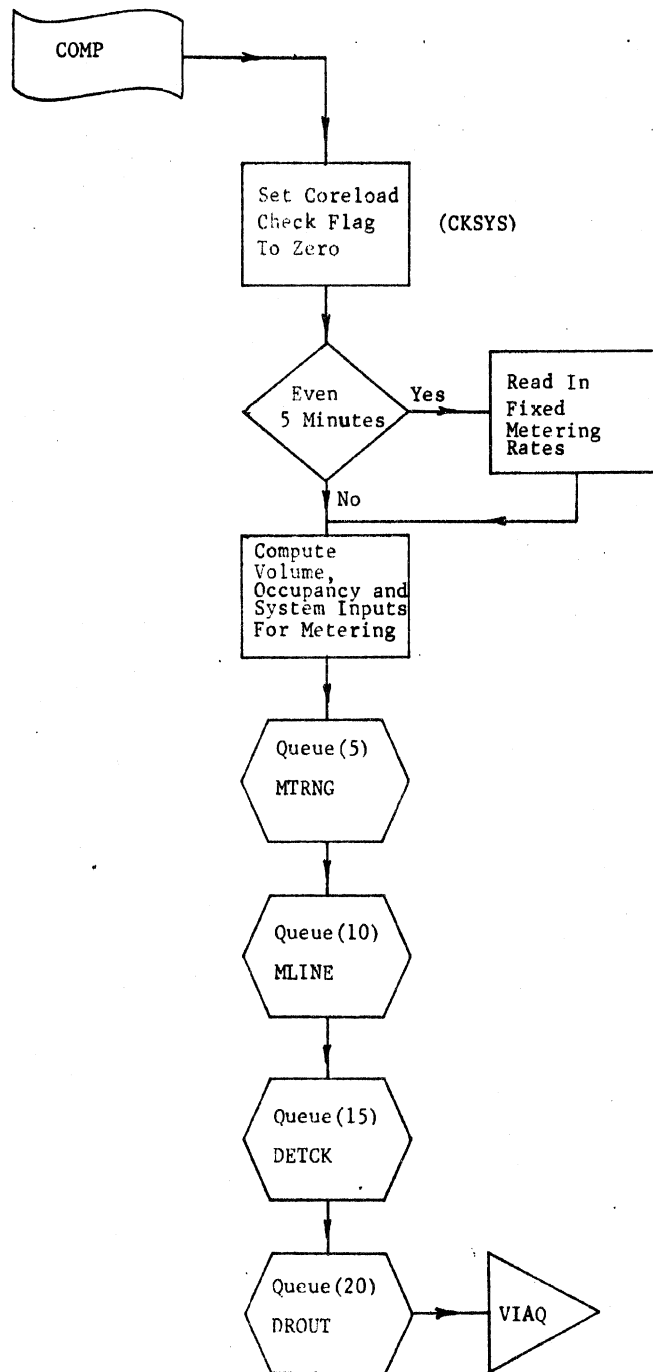 COMP
Set Coreload
Check Flag
To Zero
(CKSYS)
Even
5 Minutes
Yes
Read In
Fixed
Metering
Rates
No
Compute
Volume,
Occupancy and
System Inputs
For Metering
Queue(5)
MTRNG
Queue(10)
MLINE
Queue(15)
DETCK
Queue(20)
DROUT
VIAQ